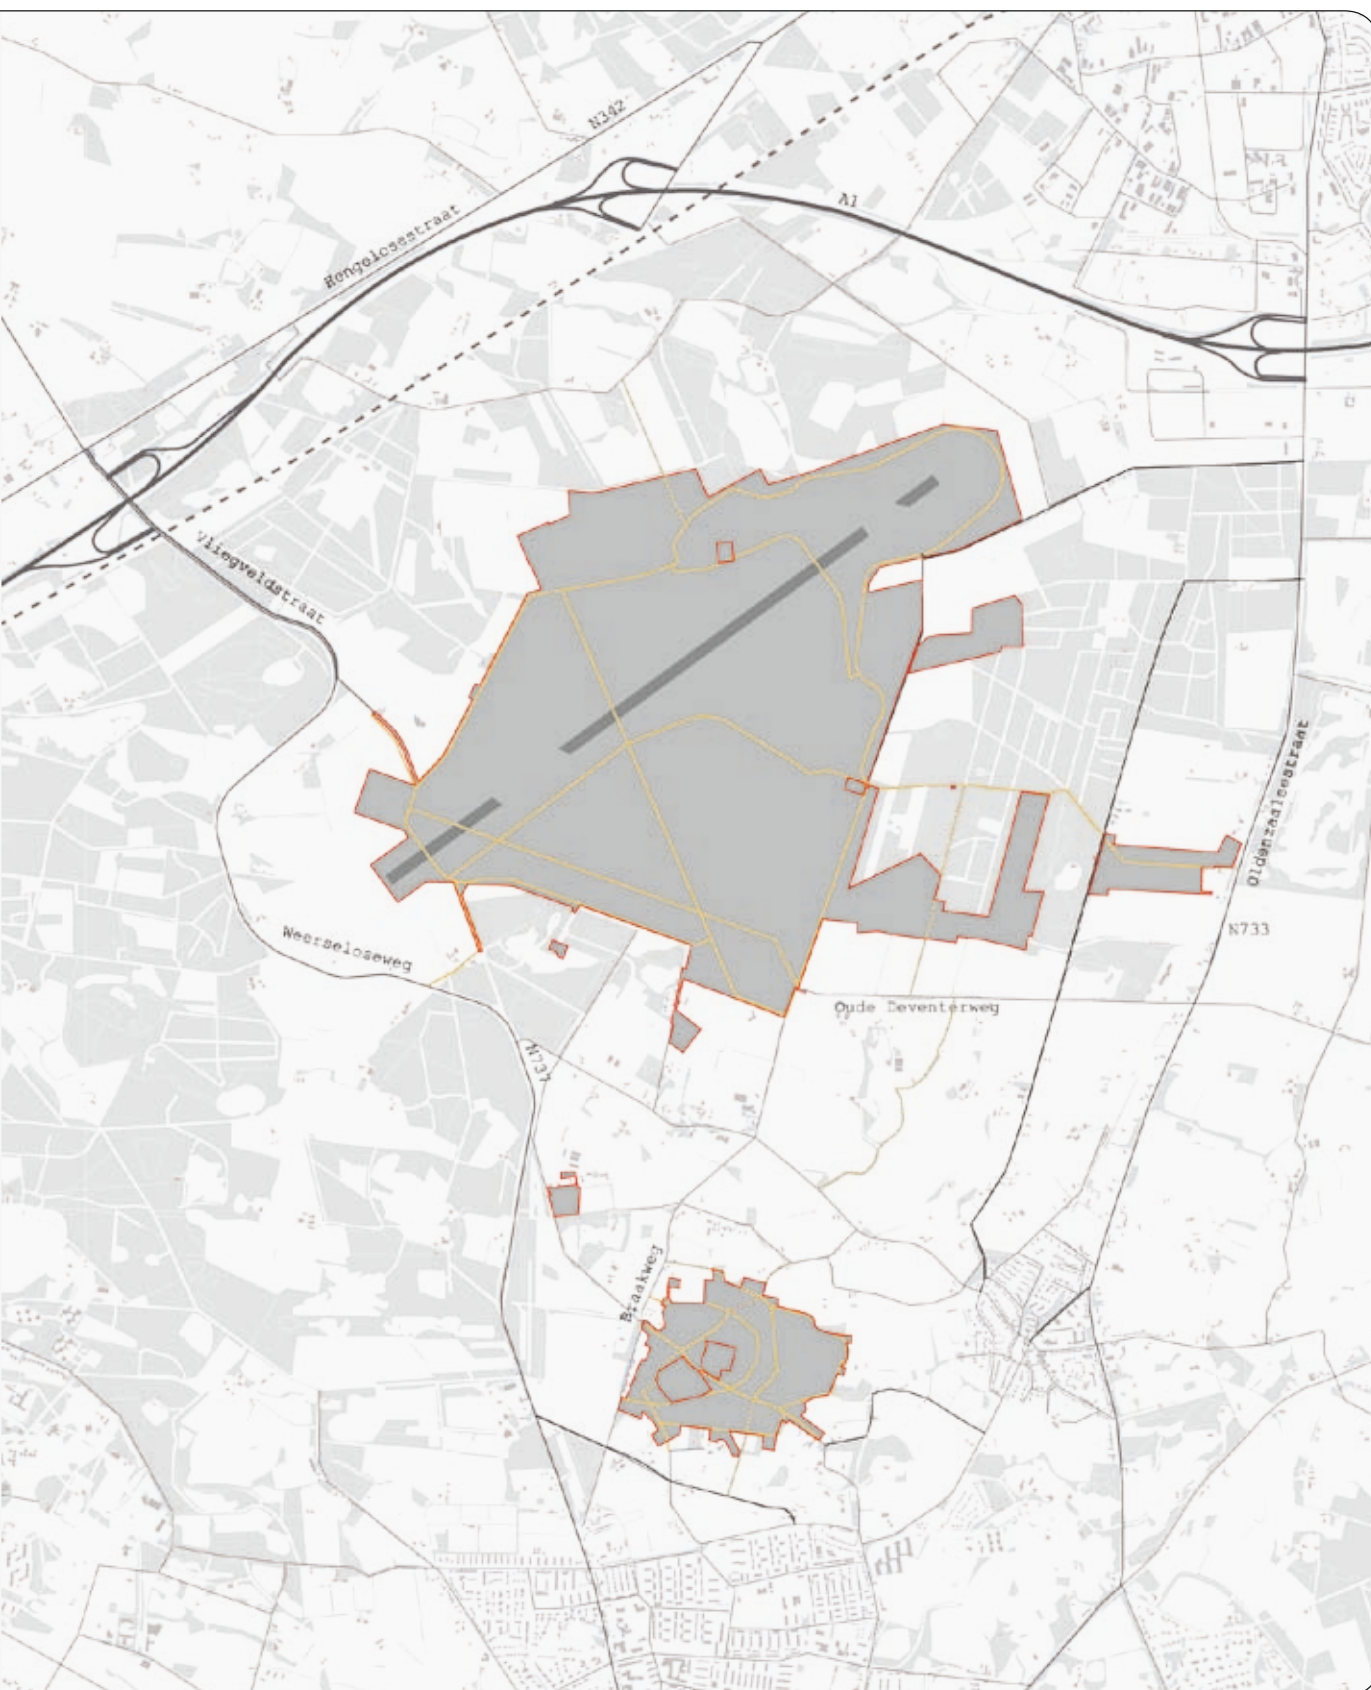 N342
A1
Hengelosestraat
Vliegveldstraat
Oldenzaalsestraat
N733
Weerseloseweg
Oude Deventerweg
N737
Braakweg